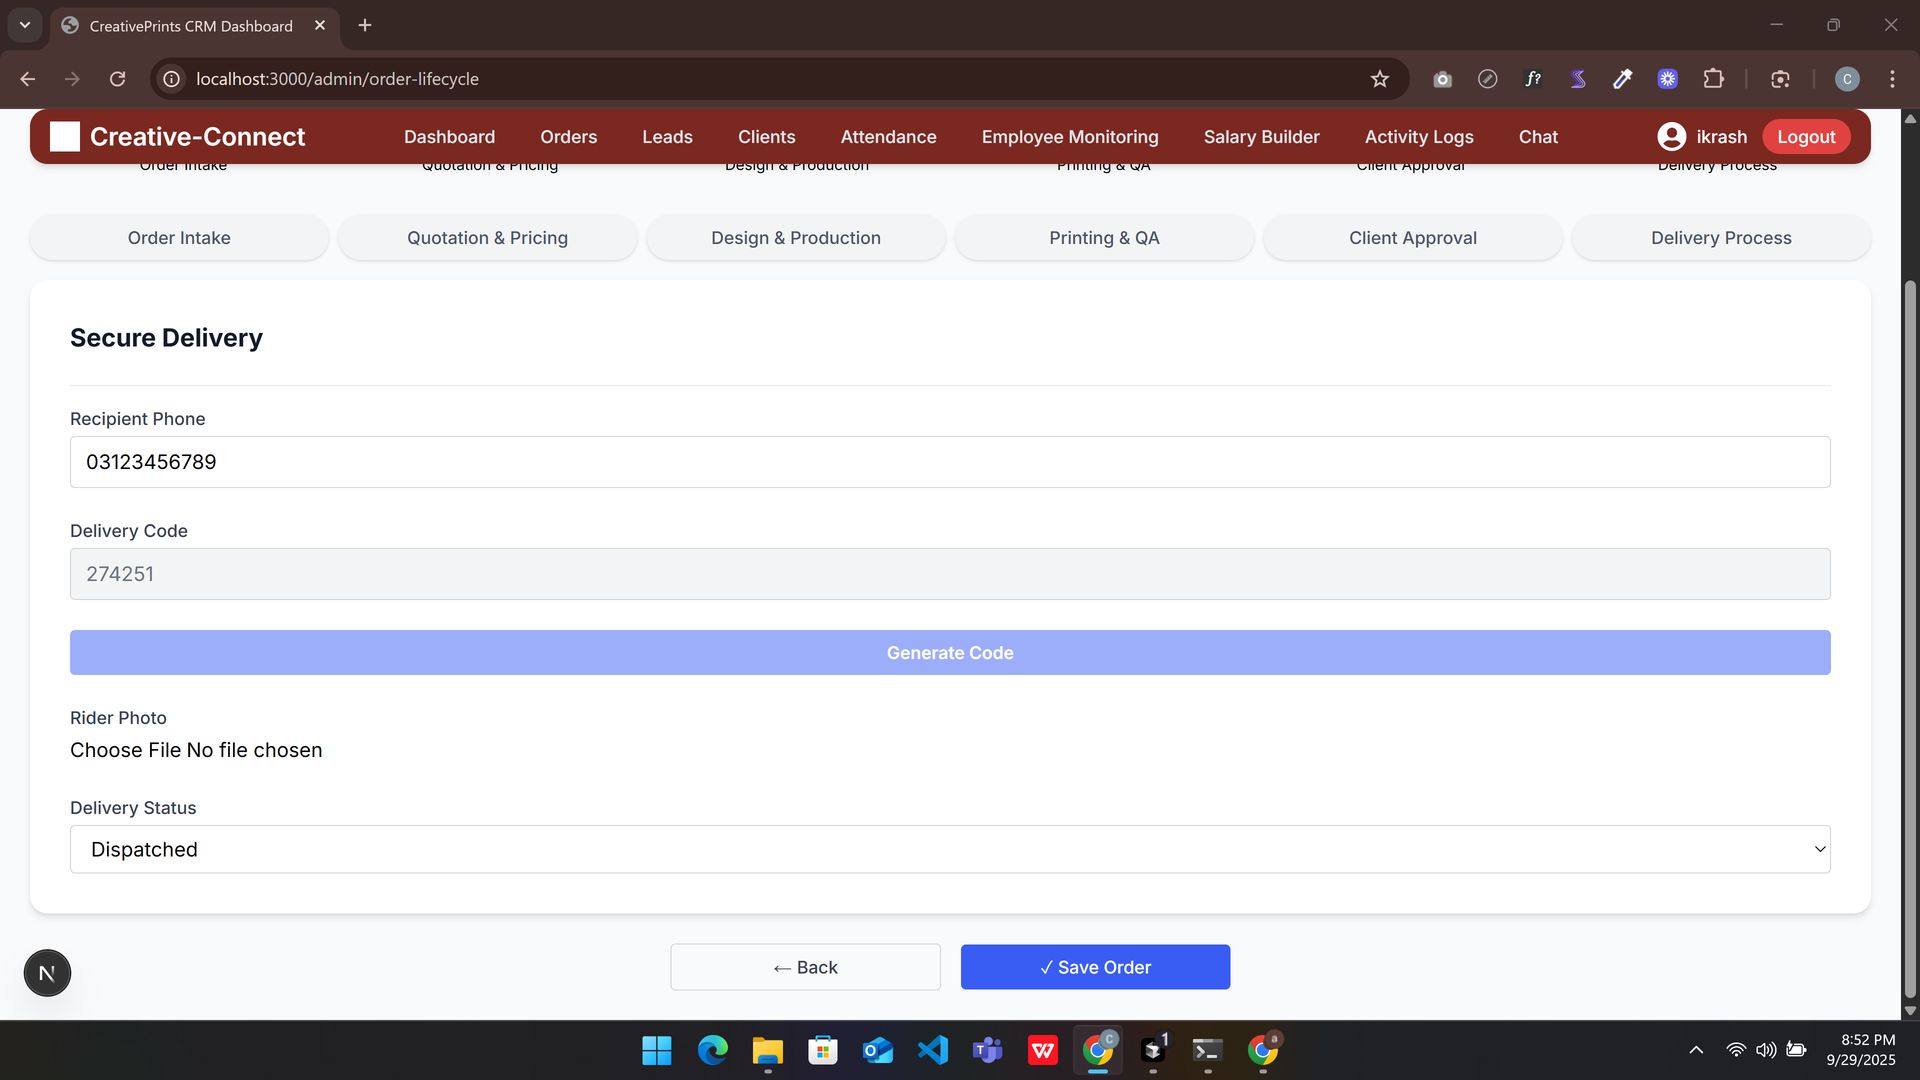 CreativePrints CRM Dashboard
localhost:3000/admin/order-lifecycle
f?
C
Creative-Connect
Dashboard Orders Leads Clients Attendance Employee Monitoring Salary Builder Activity Logs Chat ikrash Logout
Order Intake Quotation & Pricing Design & Production Printing & QA Client Approval Delivery Process
Order Intake Quotation & Pricing Design & Production Printing & QA Client Approval Delivery Process
Secure Delivery
Recipient Phone
03123456789
Delivery Code
274251
Generate Code
Rider Photo
Choose File No file chosen
Delivery Status
Dispatched
← Back ✓ Save Order
N
C 1 a
8:52 PM
9/29/2025